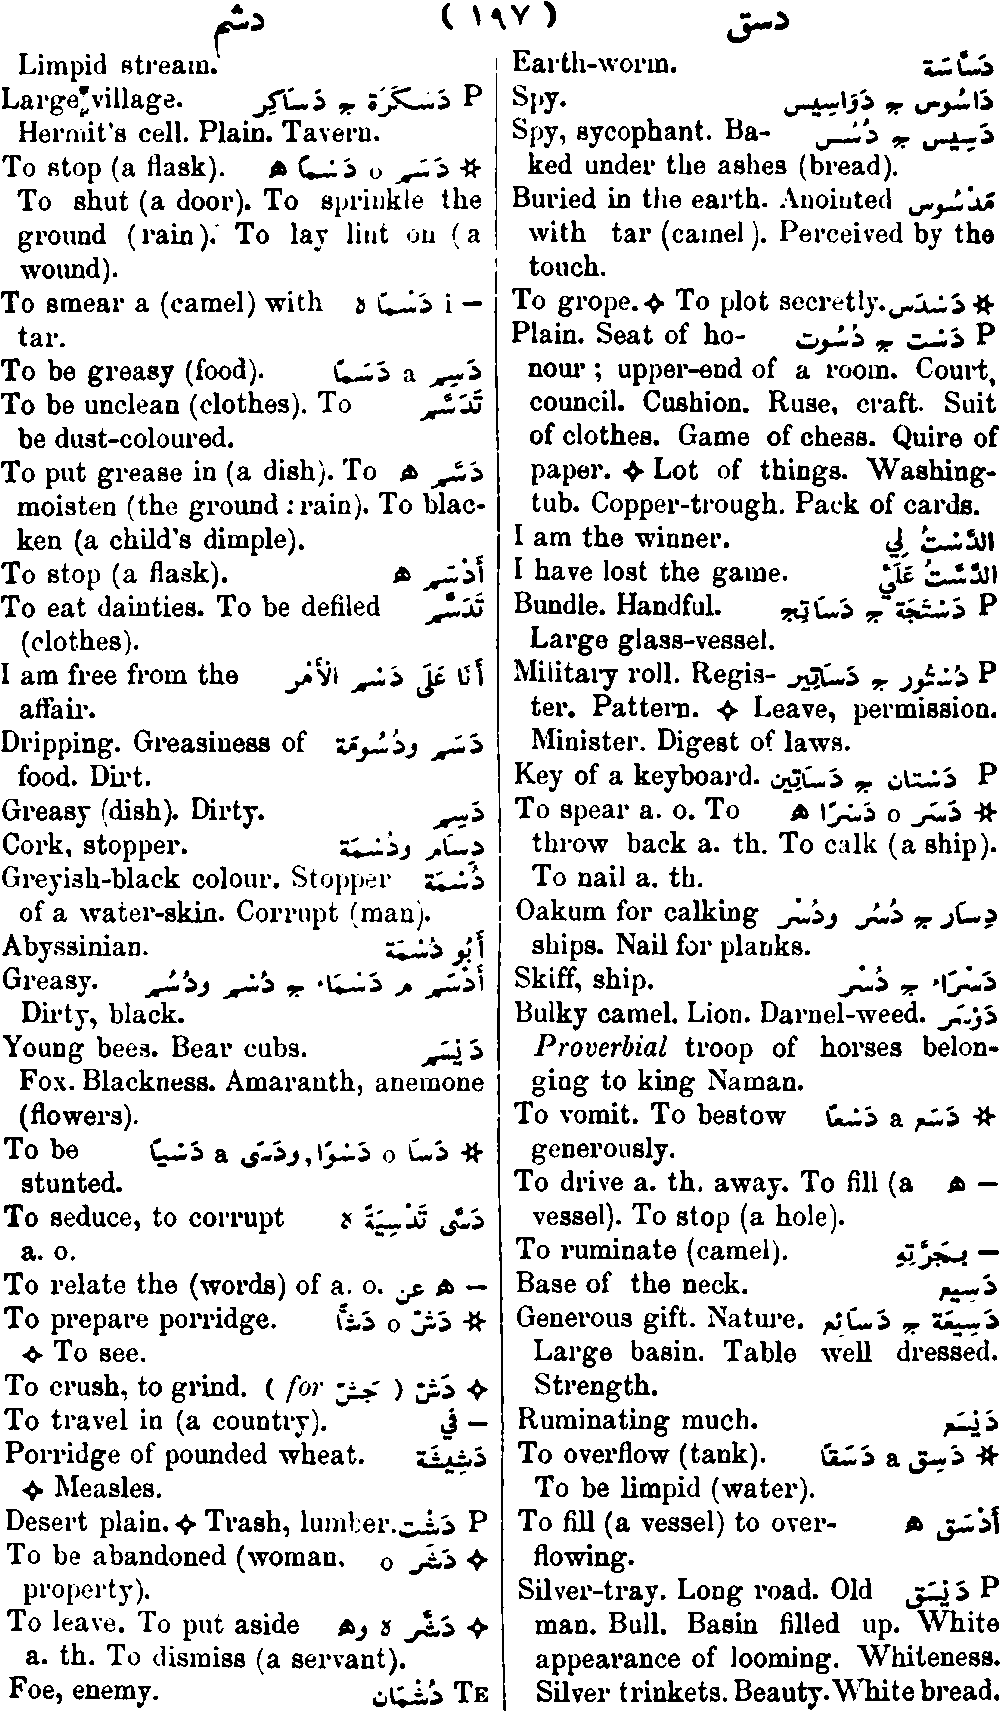 دشم ( ١٩٧ ) دسق
Earth-worm. دَسَّاسَة
Spy. دَاسُوس ج دَوَاسِيس
Spy, sycophant. Ba- دَسِيس ج دُسُس
ked under the ashes (bread).
Buried in the earth. Anointed مَدْسُوس
with tar (camel). Perceived by the
touch.
To grope. ✧ To plot secretly. دَسْدَس ✲
Plain. Seat of ho- دَسْت ج دُسُوت P
nour ; upper-end of a room. Court,
council. Cushion. Ruse, craft. Suit
of clothes. Game of chess. Quire of
paper. ✧ Lot of things. Washing-
tub. Copper-trough. Pack of cards.
I am the winner. الدَّسْتُ لِي
I have lost the game. الدَّسْتُ عَلَيَّ
Bundle. Handful. دَسْتَجَة ج دَسَاتِج P
Large glass-vessel.
Military roll. Regis- دُسْتُور ج دَسَاتِير P
ter. Pattern. ✧ Leave, permission.
Minister. Digest of laws.
Key of a keyboard. دَسْتَان ج دَسَاتِين P
To spear a. o. To ✲ دَسَر o دَسْرًا ه
throw back a. th. To calk (a ship).
To nail a. th.
Oakum for calking دِسَار ج دُسُر ودُسْر
ships. Nail for planks.
Skiff, ship. دَسْرَاء ج دُسْر
Bulky camel. Lion. Darnel-weed. دَوْسَر
Proverbial troop of horses belon-
ging to king Naman.
To vomit. To bestow ✲ دَسَع a دَسْعًا
generously.
To drive a. th. away. To fill (a — ه
vessel). To stop (a hole).
To ruminate (camel). — بِجَرَّتِهِ
Base of the neck. دَسِيع
Generous gift. Nature. دَسِيعَة ج دَسَائِع
Large basin. Table well dressed.
Strength.
Ruminating much. دَيْسَع
To overflow (tank). ✲ دَسِق a دَسَقًا
To be limpid (water).
To fill (a vessel) to over- أَدْسَق ه
flowing.
Silver-tray. Long road. Old دَيْسَق P
man. Bull. Basin filled up. White
appearance of looming. Whiteness.
Silver trinkets. Beauty. White bread.
Limpid stream.
Large village. دَسْكَرَة ج دَسَاكِر P
Hermit's cell. Plain. Tavern.
To stop (a flask). ✲ دَسَم o دَسْمًا ه
To shut (a door). To sprinkle the
ground (rain). To lay lint on (a
wound).
To smear a (camel) with — i دَسْمًا ه
tar.
To be greasy (food). دَسِم a دَسَمًا
To be unclean (clothes). To تَدَسَّم
be dust-coloured.
To put grease in (a dish). To دَسَّم ه
moisten (the ground : rain). To blac-
ken (a child's dimple).
To stop (a flask). أَدْسَم ه
To eat dainties. To be defiled تَدَسَّم
(clothes).
I am free from the أَنَا عَلَى دَسْمِ الأَمْر
affair.
Dripping. Greasiness of دَسَم ودُسُومَة
food. Dirt.
Greasy (dish). Dirty. دَسِم
Cork, stopper. دِسَام ودُسْمَة
Greyish-black colour. Stopper دُسْمَة
of a water-skin. Corrupt (man).
Abyssinian. أَبُو دُسْمَة
Greasy. أَدْسَم م دَسْمَاء ج دُسْم ودُسُم
Dirty, black.
Young bees. Bear cubs. دَيْسَم
Fox. Blackness. Amaranth, anemone
(flowers).
To be ✲ دَسَا o دَسْوًا, ودَسَى a دَسْيًا
stunted.
To seduce, to corrupt دَسَّى تَدْسِيَةً ه
a. o.
To relate the (words) of a. o. — ه عن
To prepare porridge. ✲ دَشّ o دَشًّا
✧ To see.
To crush, to grind. ( for جَشّ ) دَشّ ✧
To travel in (a country). — في
Porridge of pounded wheat. دَشِيشَة
✧ Measles.
Desert plain. ✧ Trash, lumber. دَشْت P
To be abandoned (woman, ✧ دَشَر o
property).
To leave. To put aside ✧ دَشَّر ه وه
a. th. To dismiss (a servant).
Foe, enemy. دُشْمَان TE